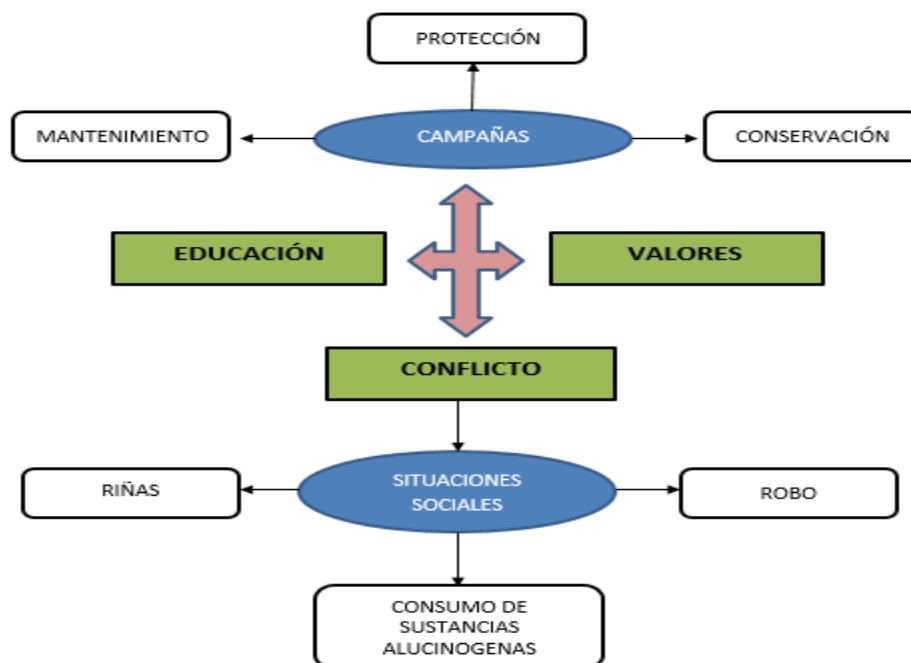 PROTECCIÓN
MANTENIMIENTO
CAMPAÑAS
CONSERVACIÓN
EDUCACIÓN
VALORES
CONFLICTO
RIÑAS
SITUACIONES
SOCIALES
ROBO
CONSUMO DE
SUSTANCIAS
ALUCINOGENAS